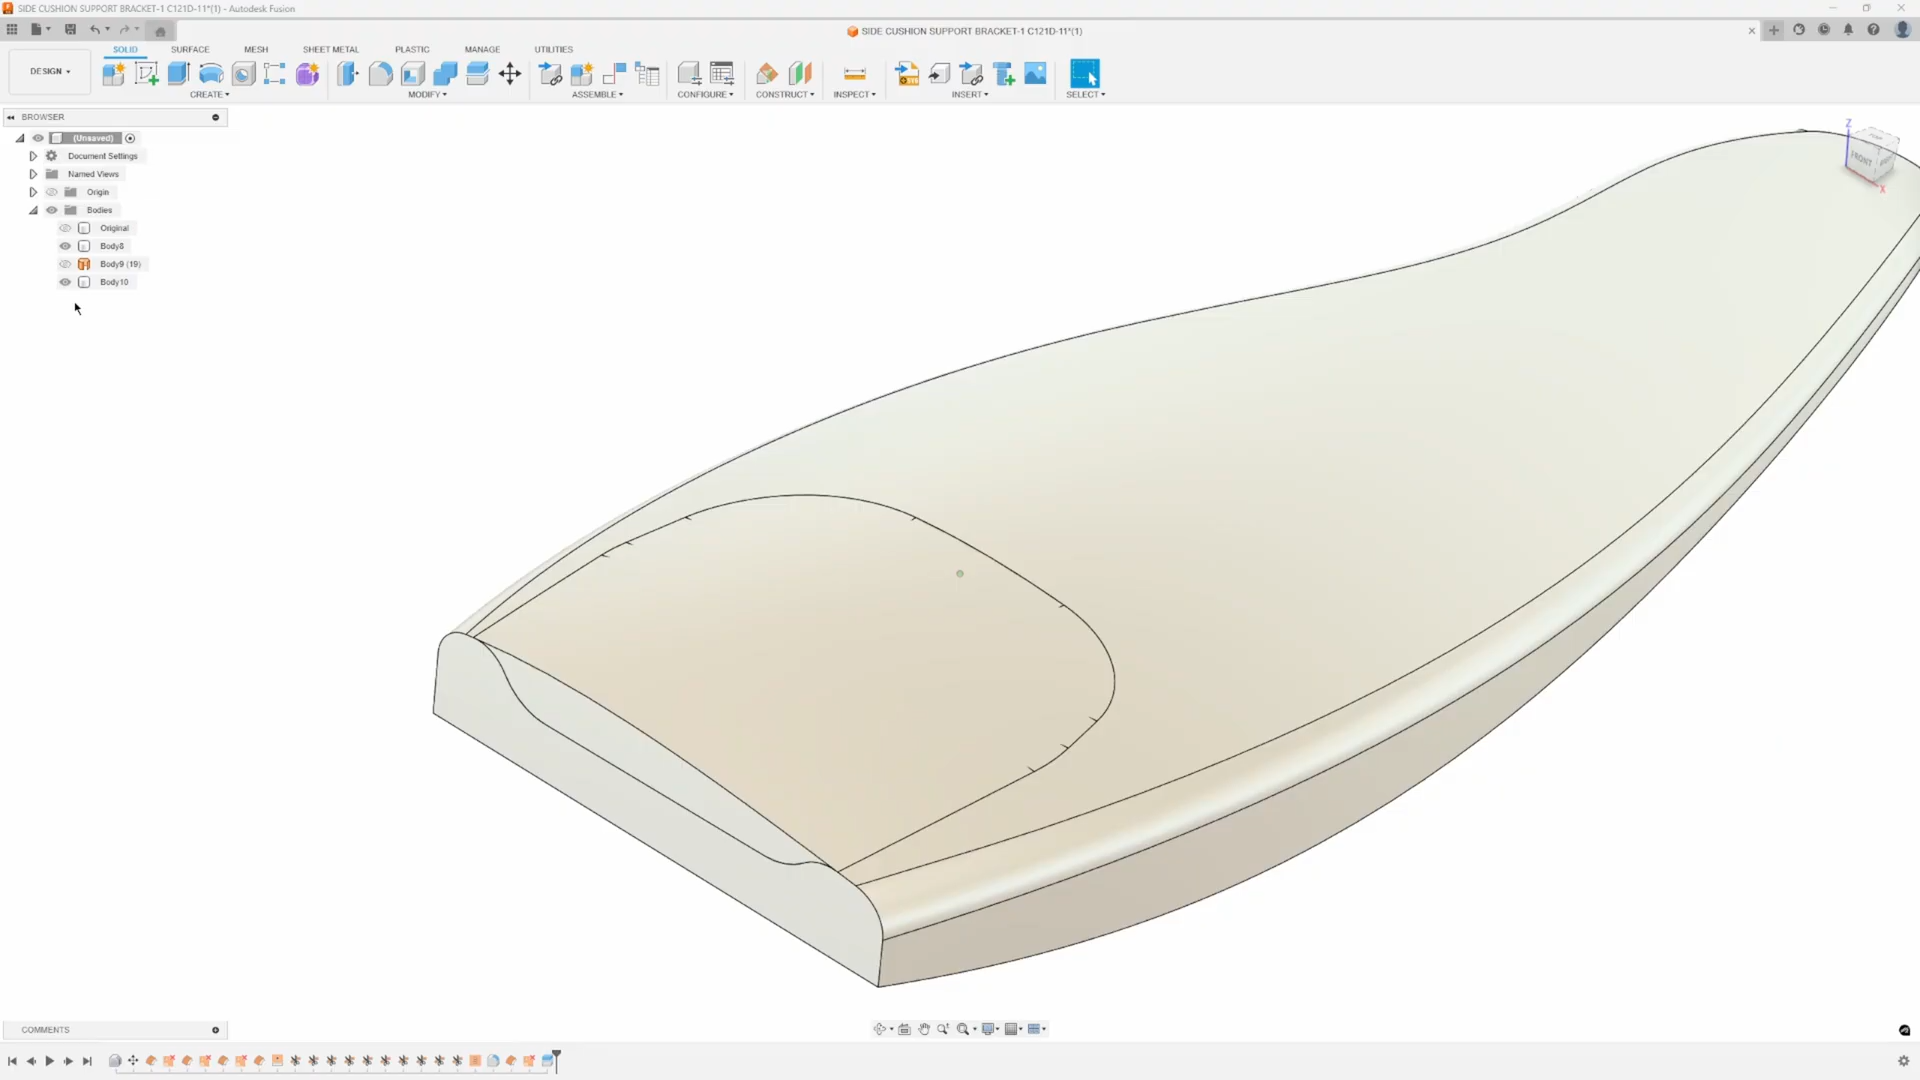 SIDE CUSHION SUPPORT BRACKET-1 C121D-11*(1) - Autodesk Fusion
SIDE CUSHION SUPPORT BRACKET-1 C121D-11*(1)
SOLID SURFACE MESH SHEET METAL PLASTIC MANAGE UTILITIES
DESIGN
CREATE MODIFY ASSEMBLE CONFIGURE CONSTRUCT INSPECT INSERT SELECT
BROWSER
(Unsaved)
Document Settings
Named Views
Origin
Bodies
Original
Body8
Body9 (19)
Body10
Z
FRONT
X
COMMENTS